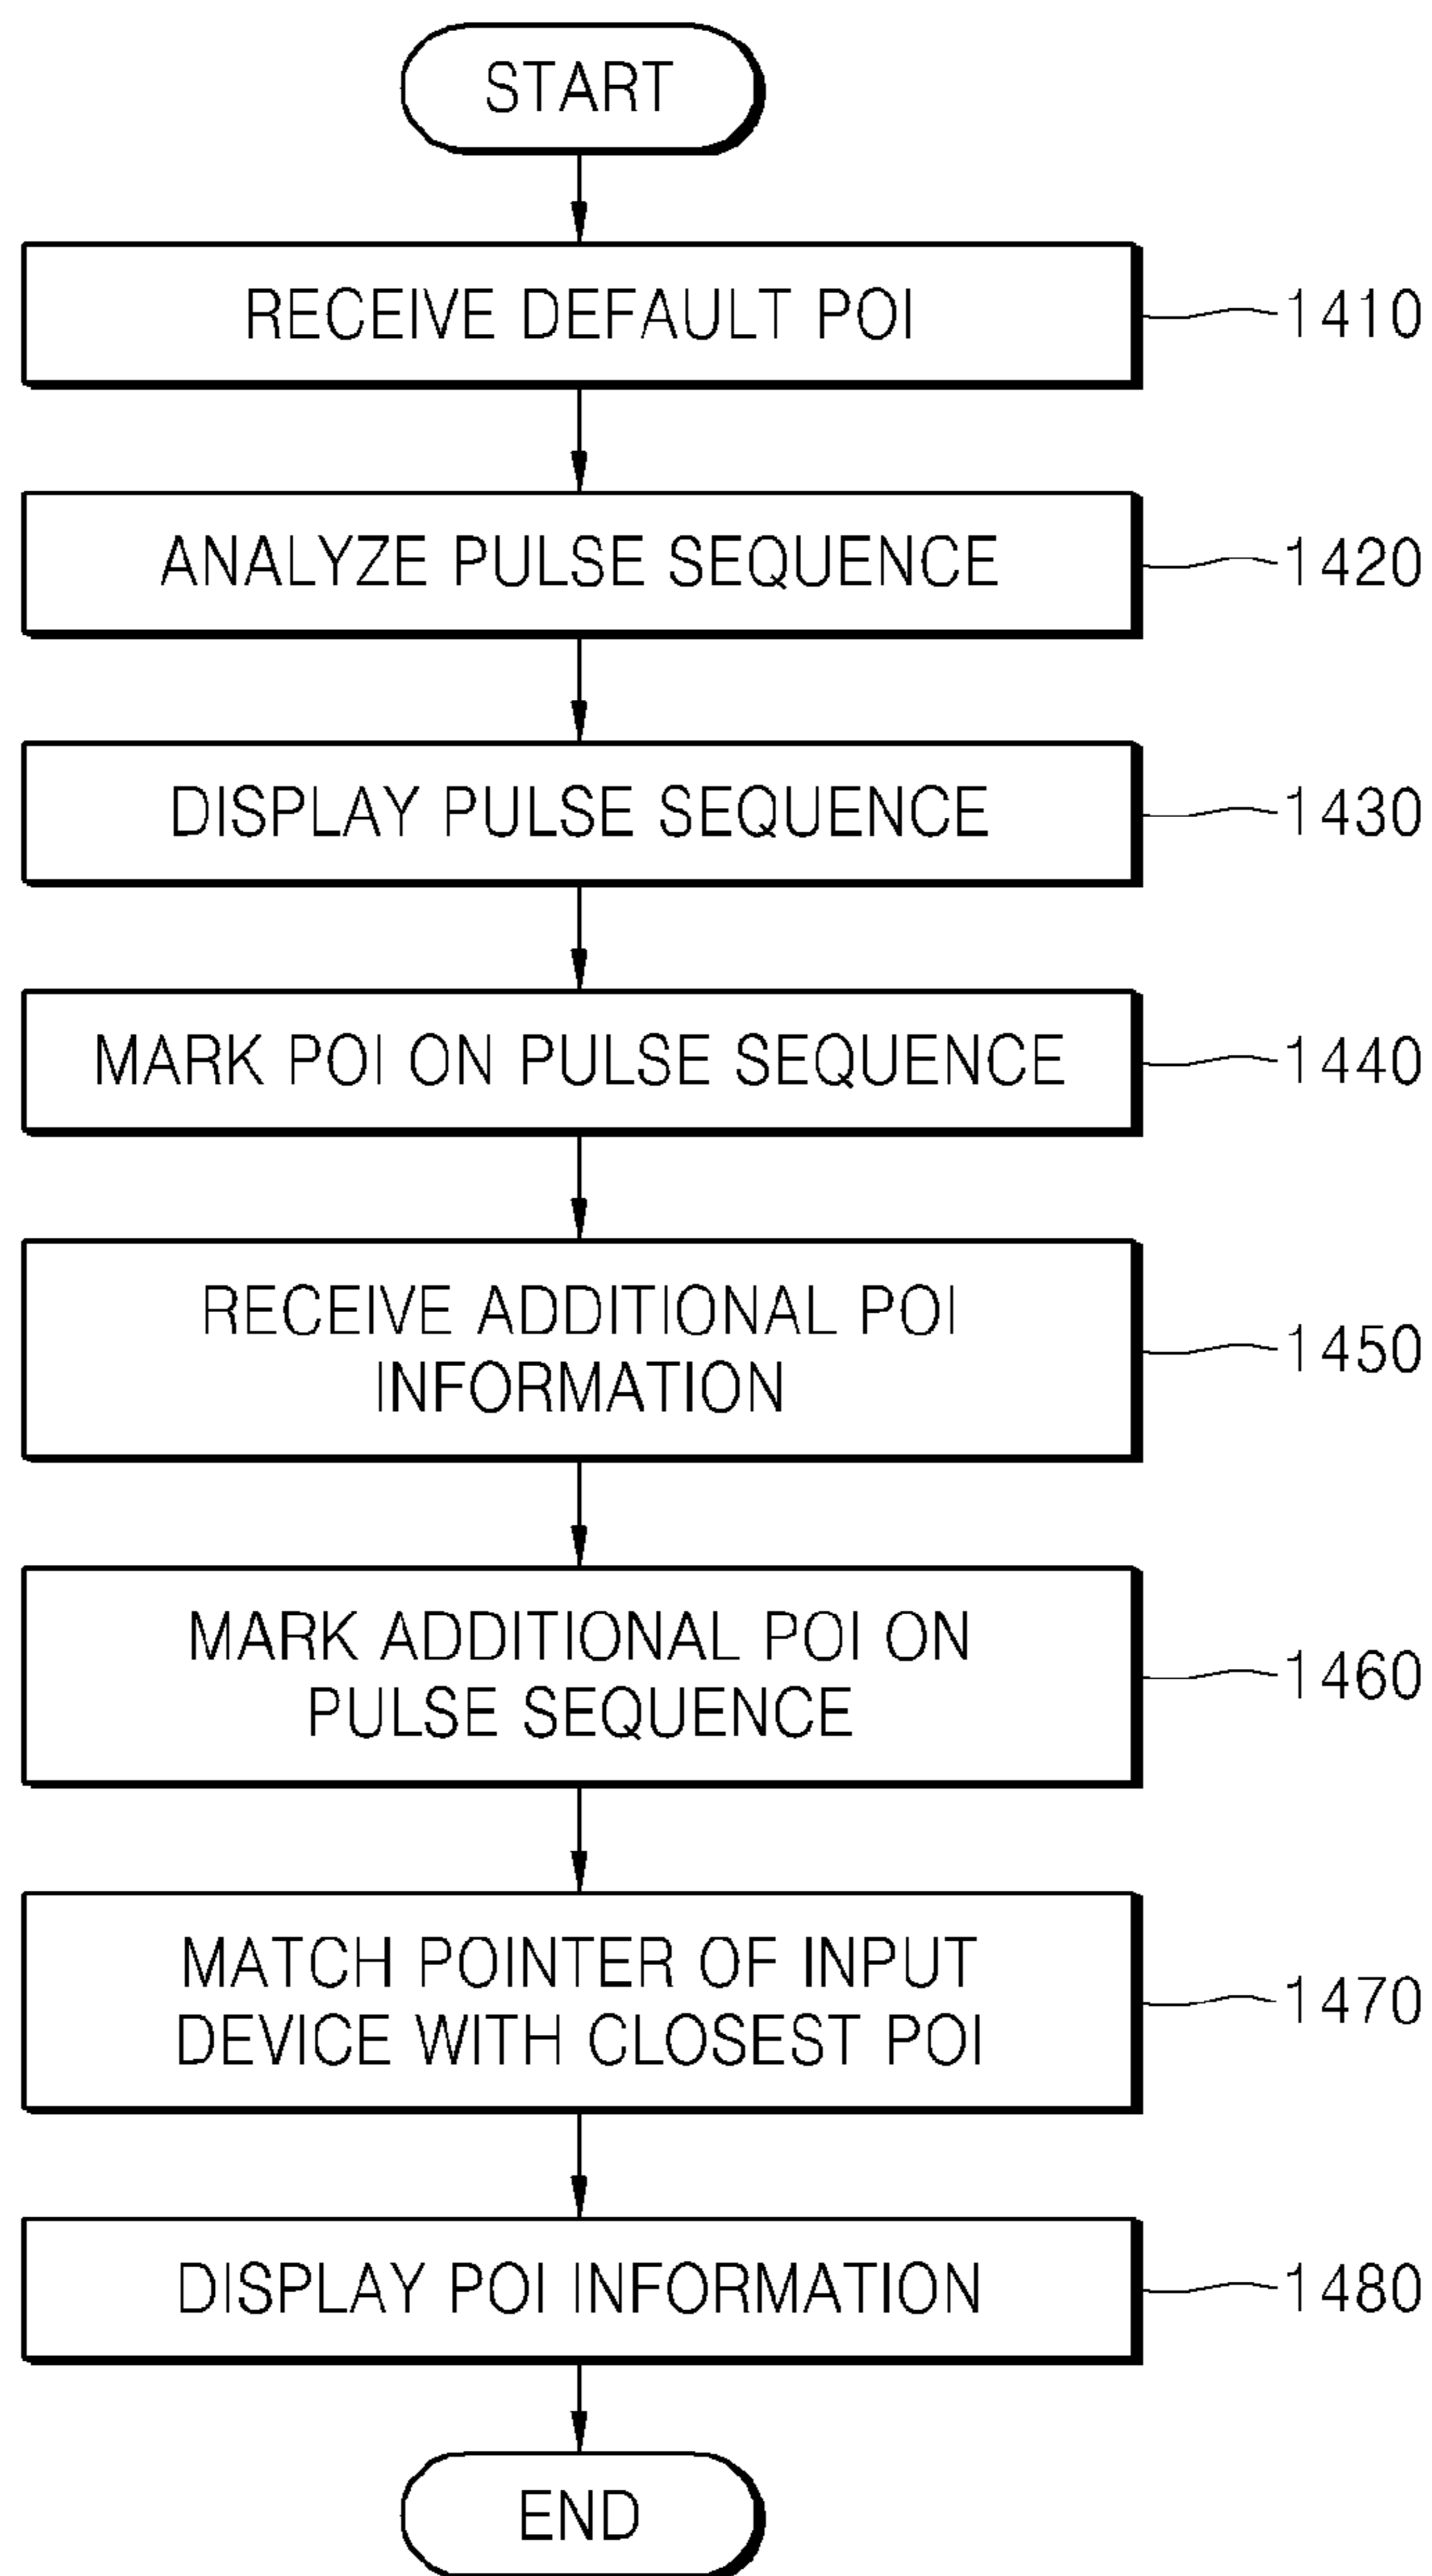 START
RECEIVE DEFAULT POI
1410
ANALYZE PULSE SEQUENCE
1420
DISPLAY PULSE SEQUENCE
1430
MARK POI ON PULSE SEQUENCE
1440
RECEIVE ADDITIONAL POI
INFORMATION
1450
MARK ADDITIONAL POI ON
PULSE SEQUENCE
1460
MATCH POINTER OF INPUT
DEVICE WITH CLOSEST POI
1470
DISPLAY POI INFORMATION
1480
END